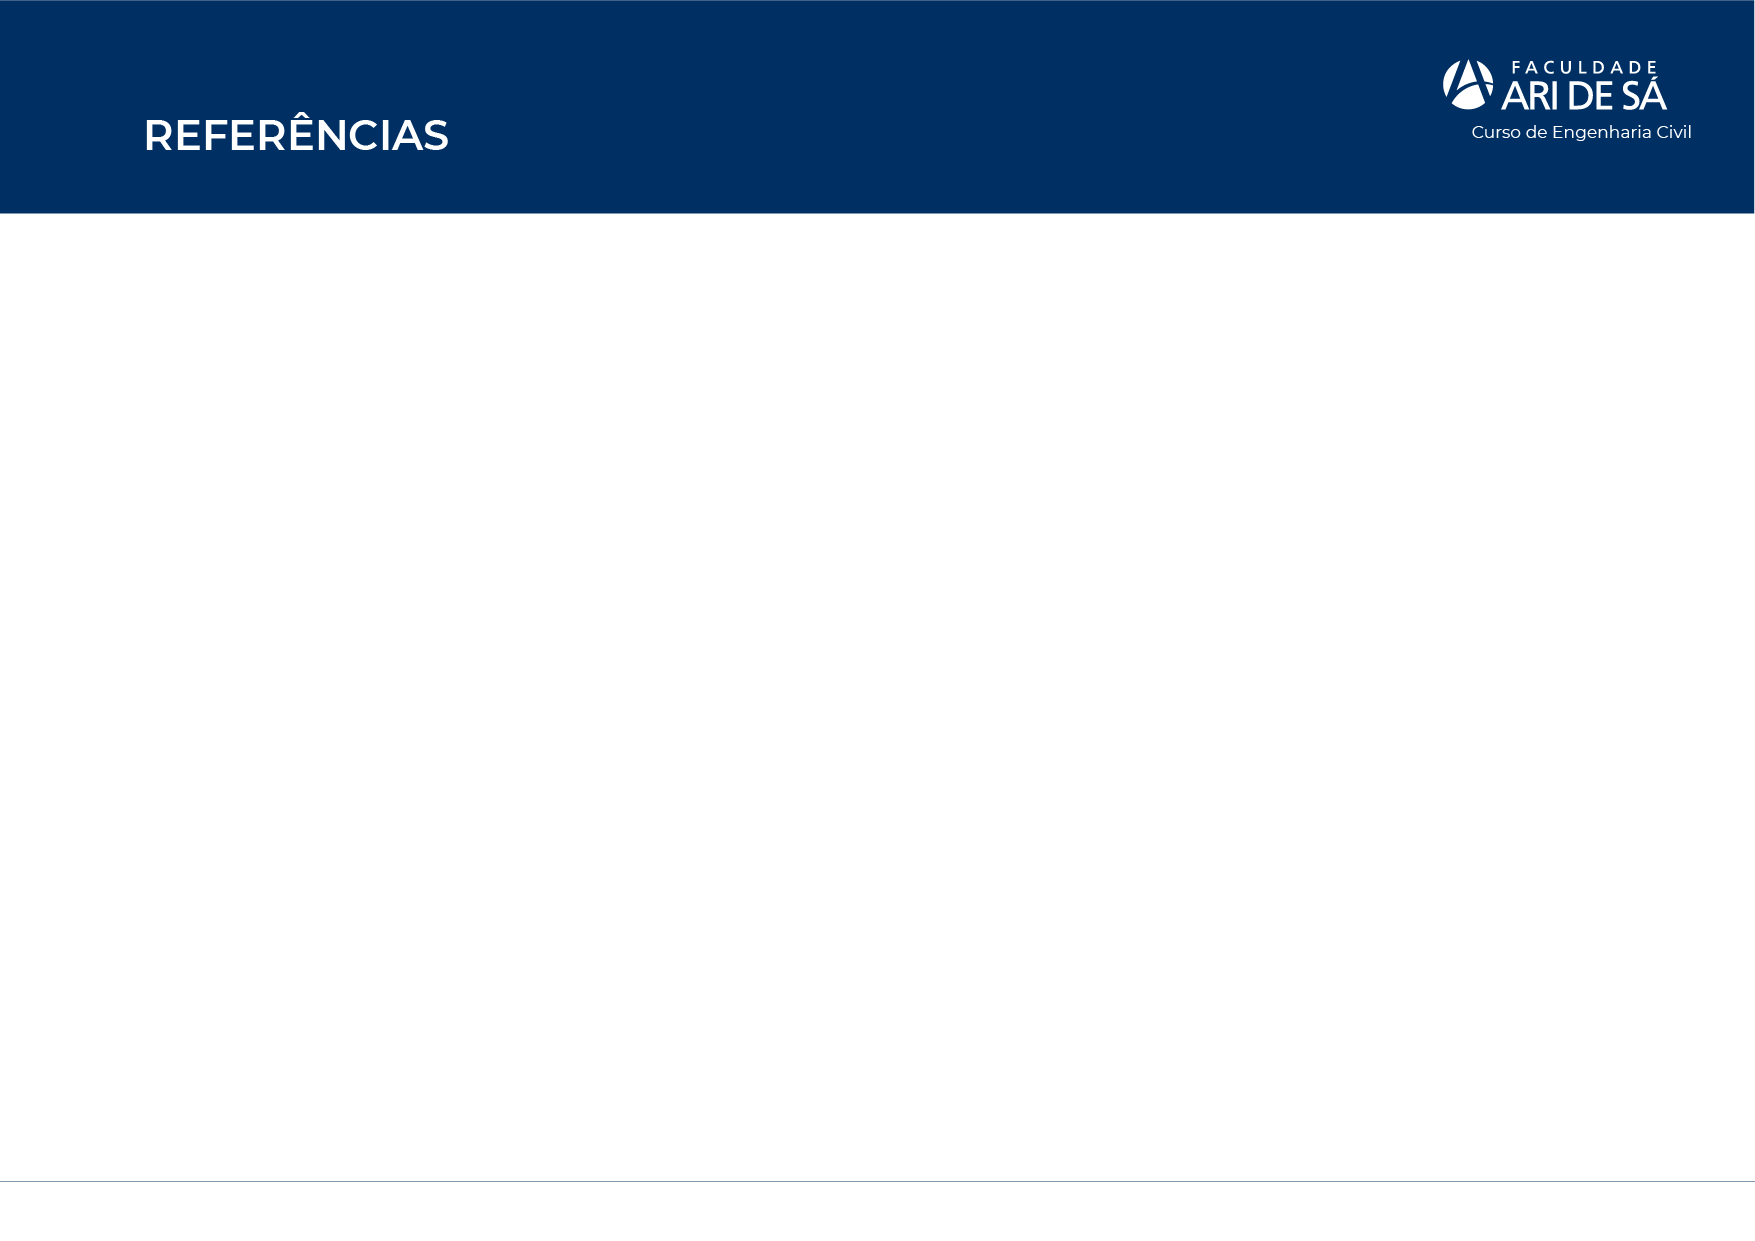 REFERÊNCIAS
FACULDADE
ARI DE SÁ
Curso de Engenharia Civil